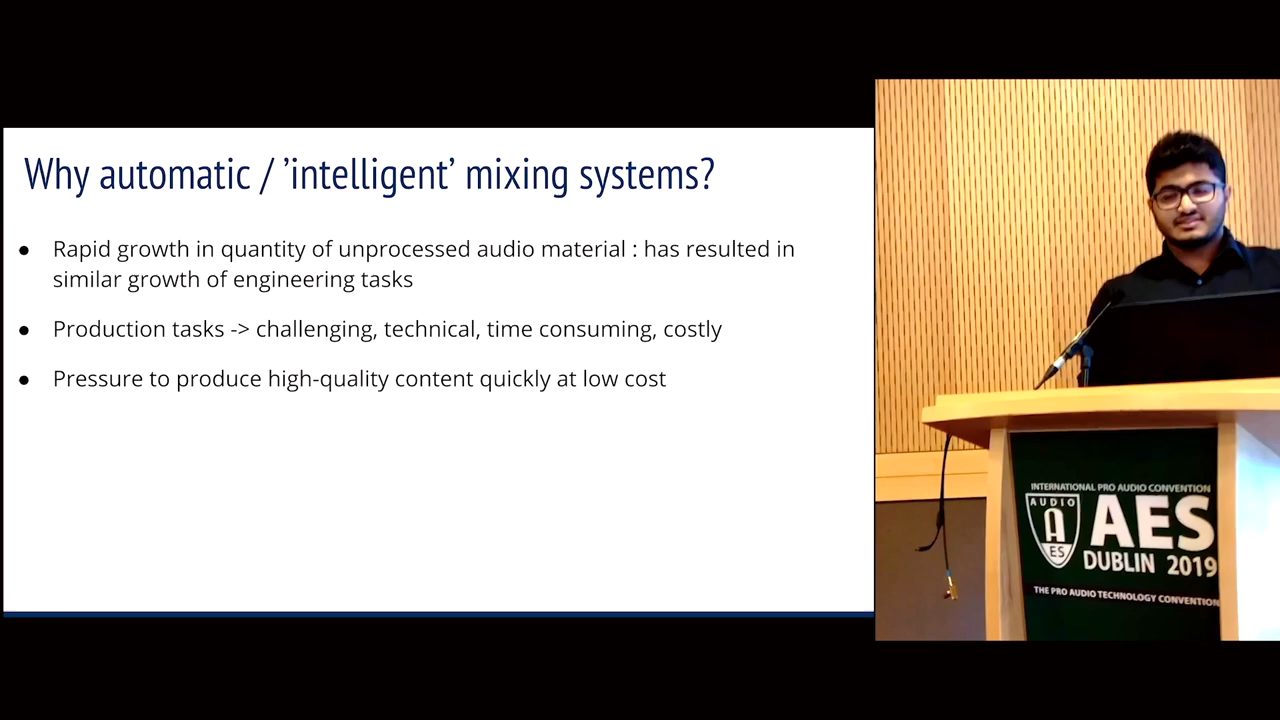 Why automatic / ’intelligent’ mixing systems?
● Rapid growth in quantity of unprocessed audio material : has resulted in
similar growth of engineering tasks
● Production tasks -> challenging, technical, time consuming, costly
● Pressure to produce high-quality content quickly at low cost
INTERNATIONAL PRO AUDIO CONVENTION
AUDIO
A
ES
AES
DUBLIN 2019
THE PRO AUDIO TECHNOLOGY CONVENTION